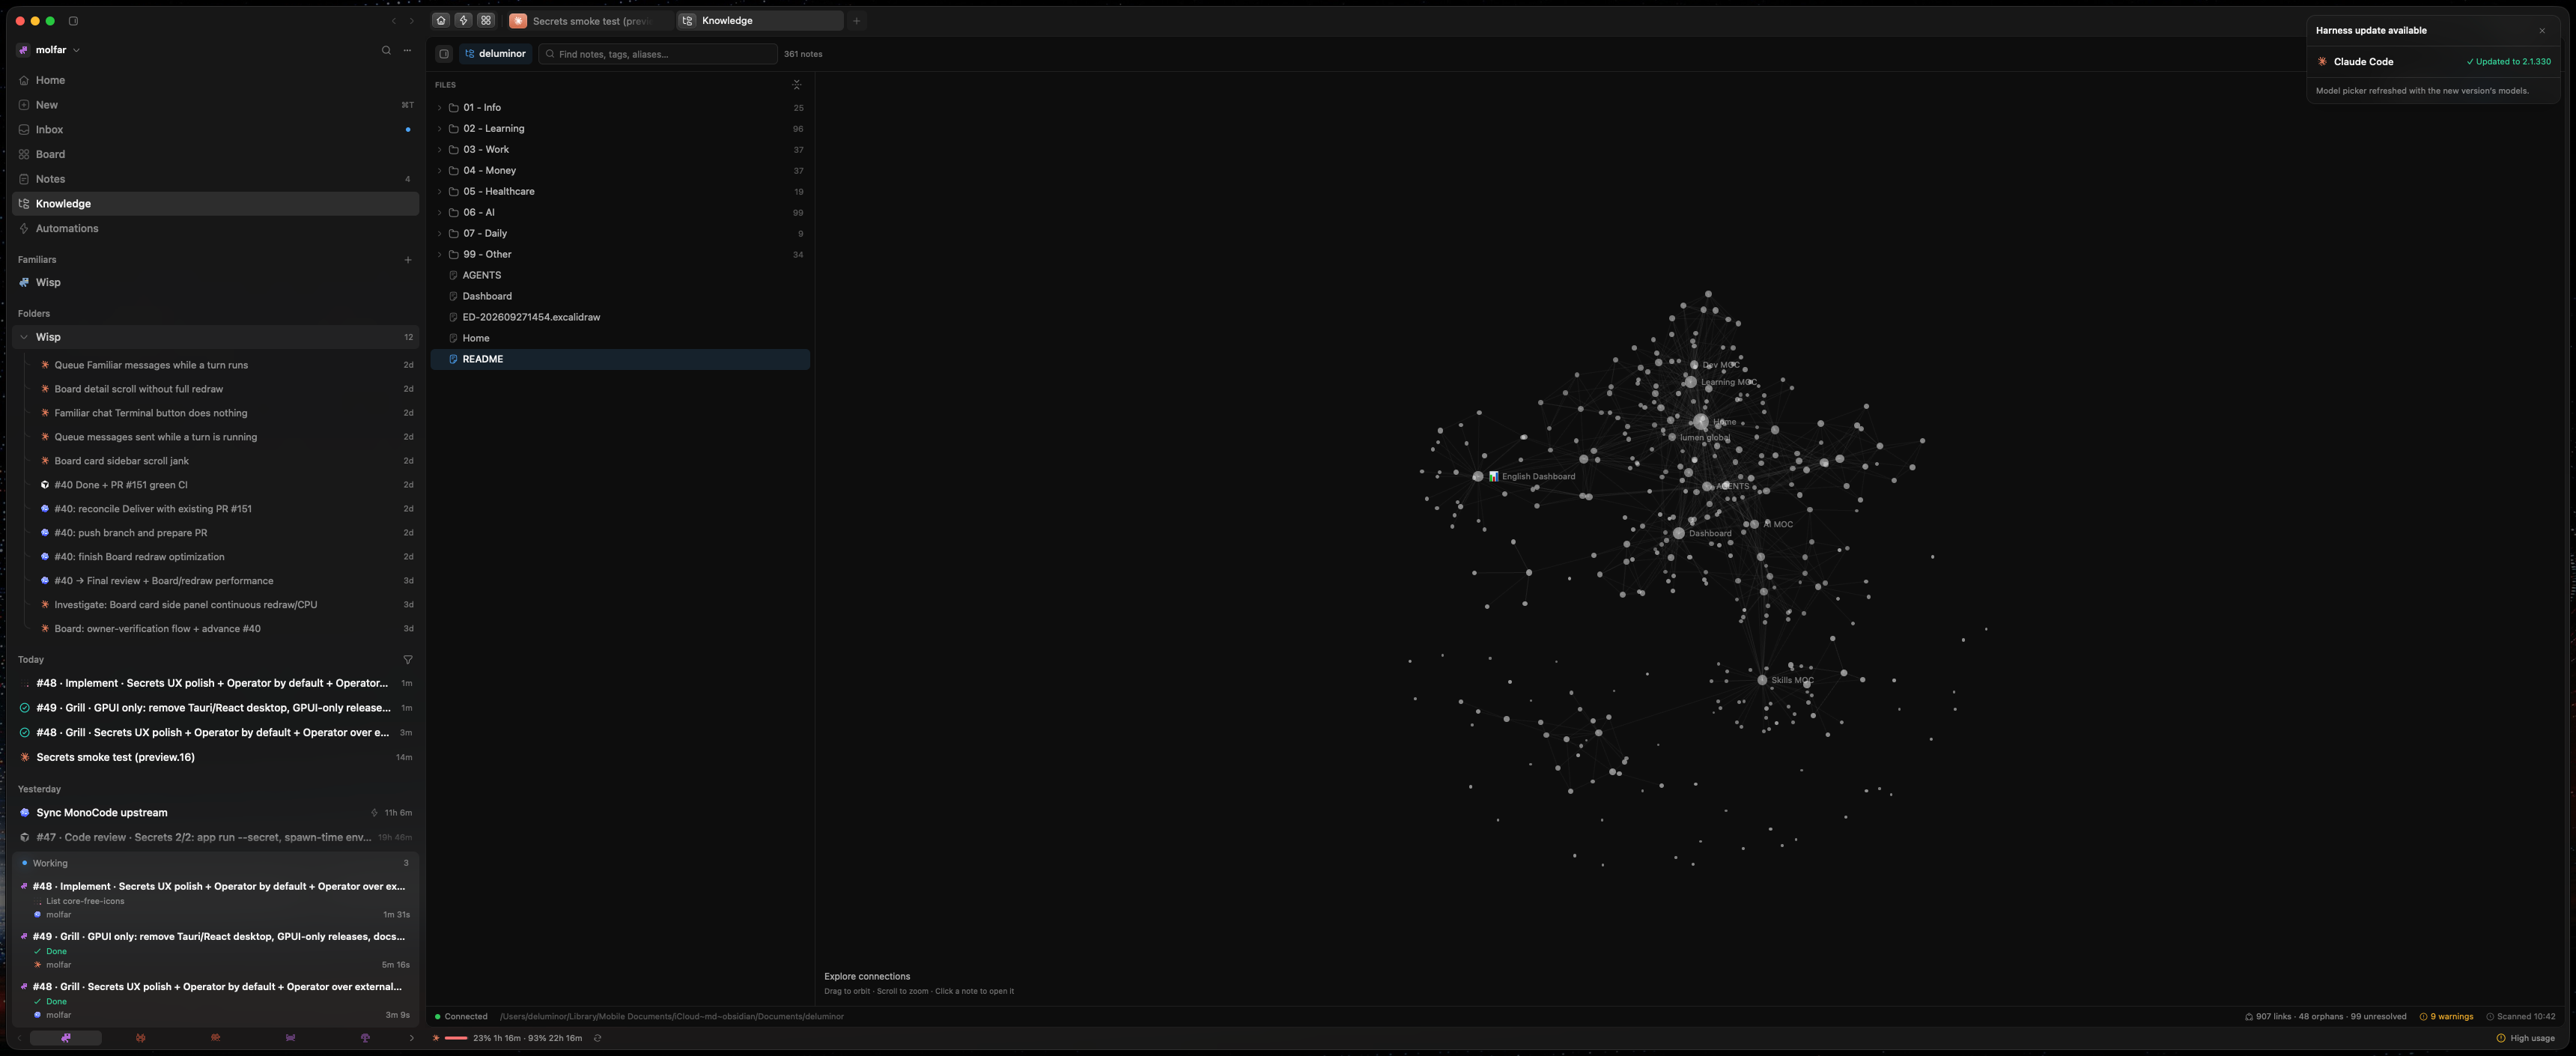 molfar
Home
New ⌘T
Inbox
Board
Notes 4
Knowledge
Automations
Familiars
Wisp
Folders
Wisp 12
Queue Familiar messages while a turn runs 2d
Board detail scroll without full redraw 2d
Familiar chat Terminal button does nothing 2d
Queue messages sent while a turn is running 2d
Board card sidebar scroll jank 2d
#40 Done + PR #151 green CI 2d
#40: reconcile Deliver with existing PR #151 2d
#40: push branch and prepare PR 2d
#40: finish Board redraw optimization 2d
#40 → Final review + Board/redraw performance 3d
Investigate: Board card side panel continuous redraw/CPU 3d
Board: owner-verification flow + advance #40 3d
Today
#48 · Implement · Secrets UX polish + Operator by default + Operator... 1m
#49 · Grill · GPUI only: remove Tauri/React desktop, GPUI-only release... 1m
#48 · Grill · Secrets UX polish + Operator by default + Operator over e... 3m
Secrets smoke test (preview.16) 14m
Yesterday
Sync MonoCode upstream 11h 6m
#47 · Code review · Secrets 2/2: app run --secret, spawn-time env... 19h 46m
Working 3
#48 · Implement · Secrets UX polish + Operator by default + Operator over ex...
List core-free-icons
molfar 1m 31s
#49 · Grill · GPUI only: remove Tauri/React desktop, GPUI-only releases, docs...
Done
molfar 5m 16s
#48 · Grill · Secrets UX polish + Operator by default + Operator over external...
Done
molfar 3m 9s
Secrets smoke test (previ
Knowledge
deluminor
Find notes, tags, aliases...
361 notes
FILES
01 - Info 25
02 - Learning 96
03 - Work 37
04 - Money 37
05 - Healthcare 19
06 - AI 99
07 - Daily 9
99 - Other 34
AGENTS
Dashboard
ED-202609271454.excalidraw
Home
README
Dev MOC
Learning MOC
Home
lumen global
English Dashboard
AGENTS
AI MOC
Dashboard
Skills MOC
Explore connections
Drag to orbit · Scroll to zoom · Click a note to open it
Connected /Users/deluminor/Library/Mobile Documents/iCloud~md~obsidian/Documents/deluminor
907 links · 48 orphans · 99 unresolved 9 warnings Scanned 10:42
23% 1h 16m · 93% 22h 16m
High usage
Harness update available
Claude Code ✓ Updated to 2.1.330
Model picker refreshed with the new version's models.